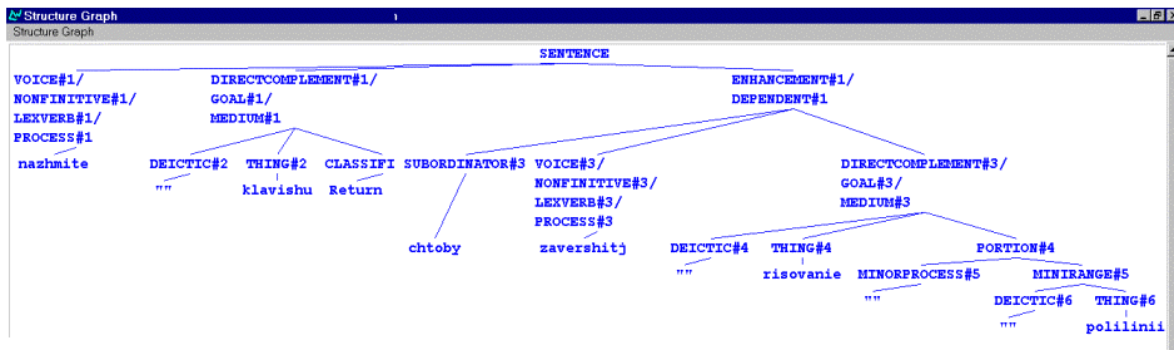 Structure Graph
Structure Graph
SENTENCE
VOICE#1/ DIRECTCOMPLEMENT#1/ ENHANCEMENT#1/
NONFINITIVE#1/ GOAL#1/ DEPENDENT#1
LEXVERB#1/ MEDIUM#1
PROCESS#1
nazhmite DEICTIC#2 THING#2 CLASSIFI SUBORDINATOR#3 VOICE#3/ DIRECTCOMPLEMENT#3/
"" klavishu Return NONFINITIVE#3/ GOAL#3/
LEXVERB#3/ MEDIUM#3
PROCESS#3
chtoby zavershitj DEICTIC#4 THING#4 PORTION#4
"" risovanie MINORPROCESS#5 MINIRANGE#5
"" DEICTIC#6 THING#6
"" polilinii